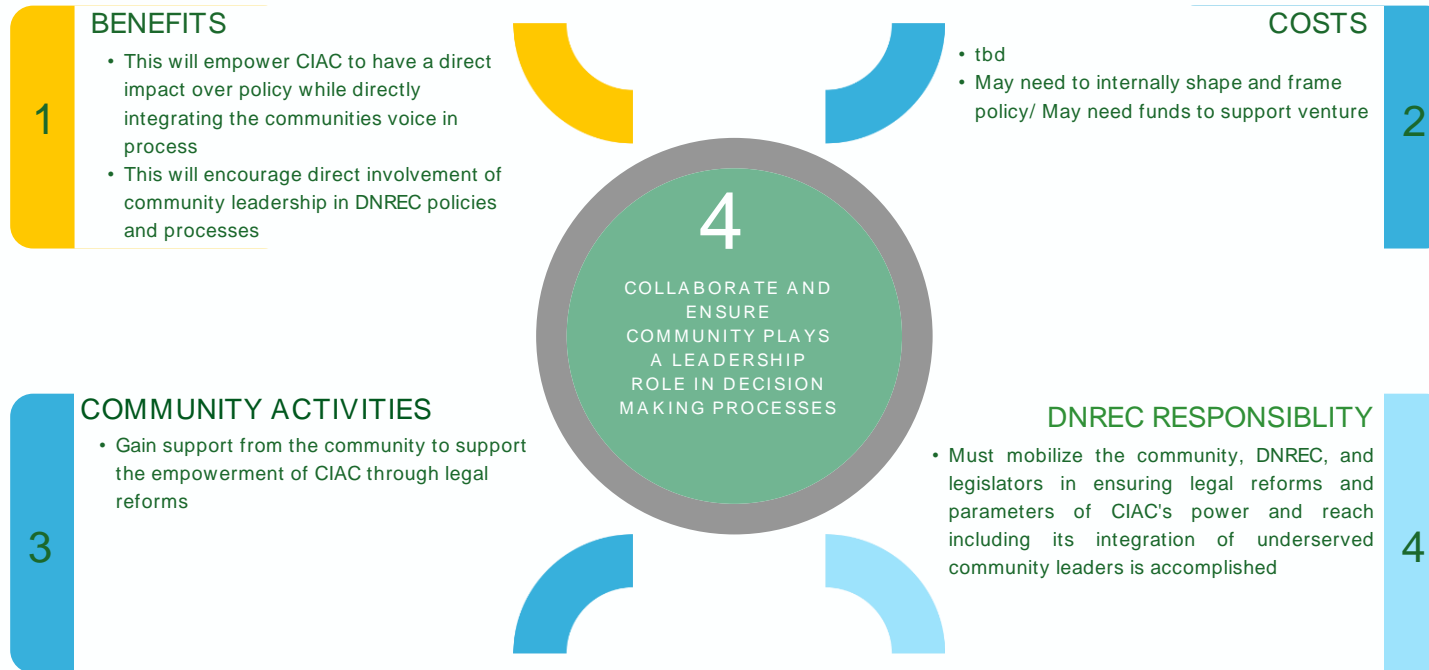 1
BENEFITS
• This will empower CIAC to have a direct
impact over policy while directly
integrating the communities voice in
process
• This will encourage direct involvement of
community leadership in DNREC policies
and processes
COSTS
• tbd
• May need to internally shape and frame
policy/ May need funds to support venture
2
4
COLLABORATE AND
ENSURE
COMMUNITY PLAYS
A LEADERSHIP
ROLE IN DECISION
MAKING PROCESSES
3
COMMUNITY ACTIVITIES
• Gain support from the community to support
the empowerment of CIAC through legal
reforms
DNREC RESPONSIBLITY
• Must mobilize the community, DNREC, and
legislators in ensuring legal reforms and
parameters of CIAC's power and reach
including its integration of underserved
community leaders is accomplished
4